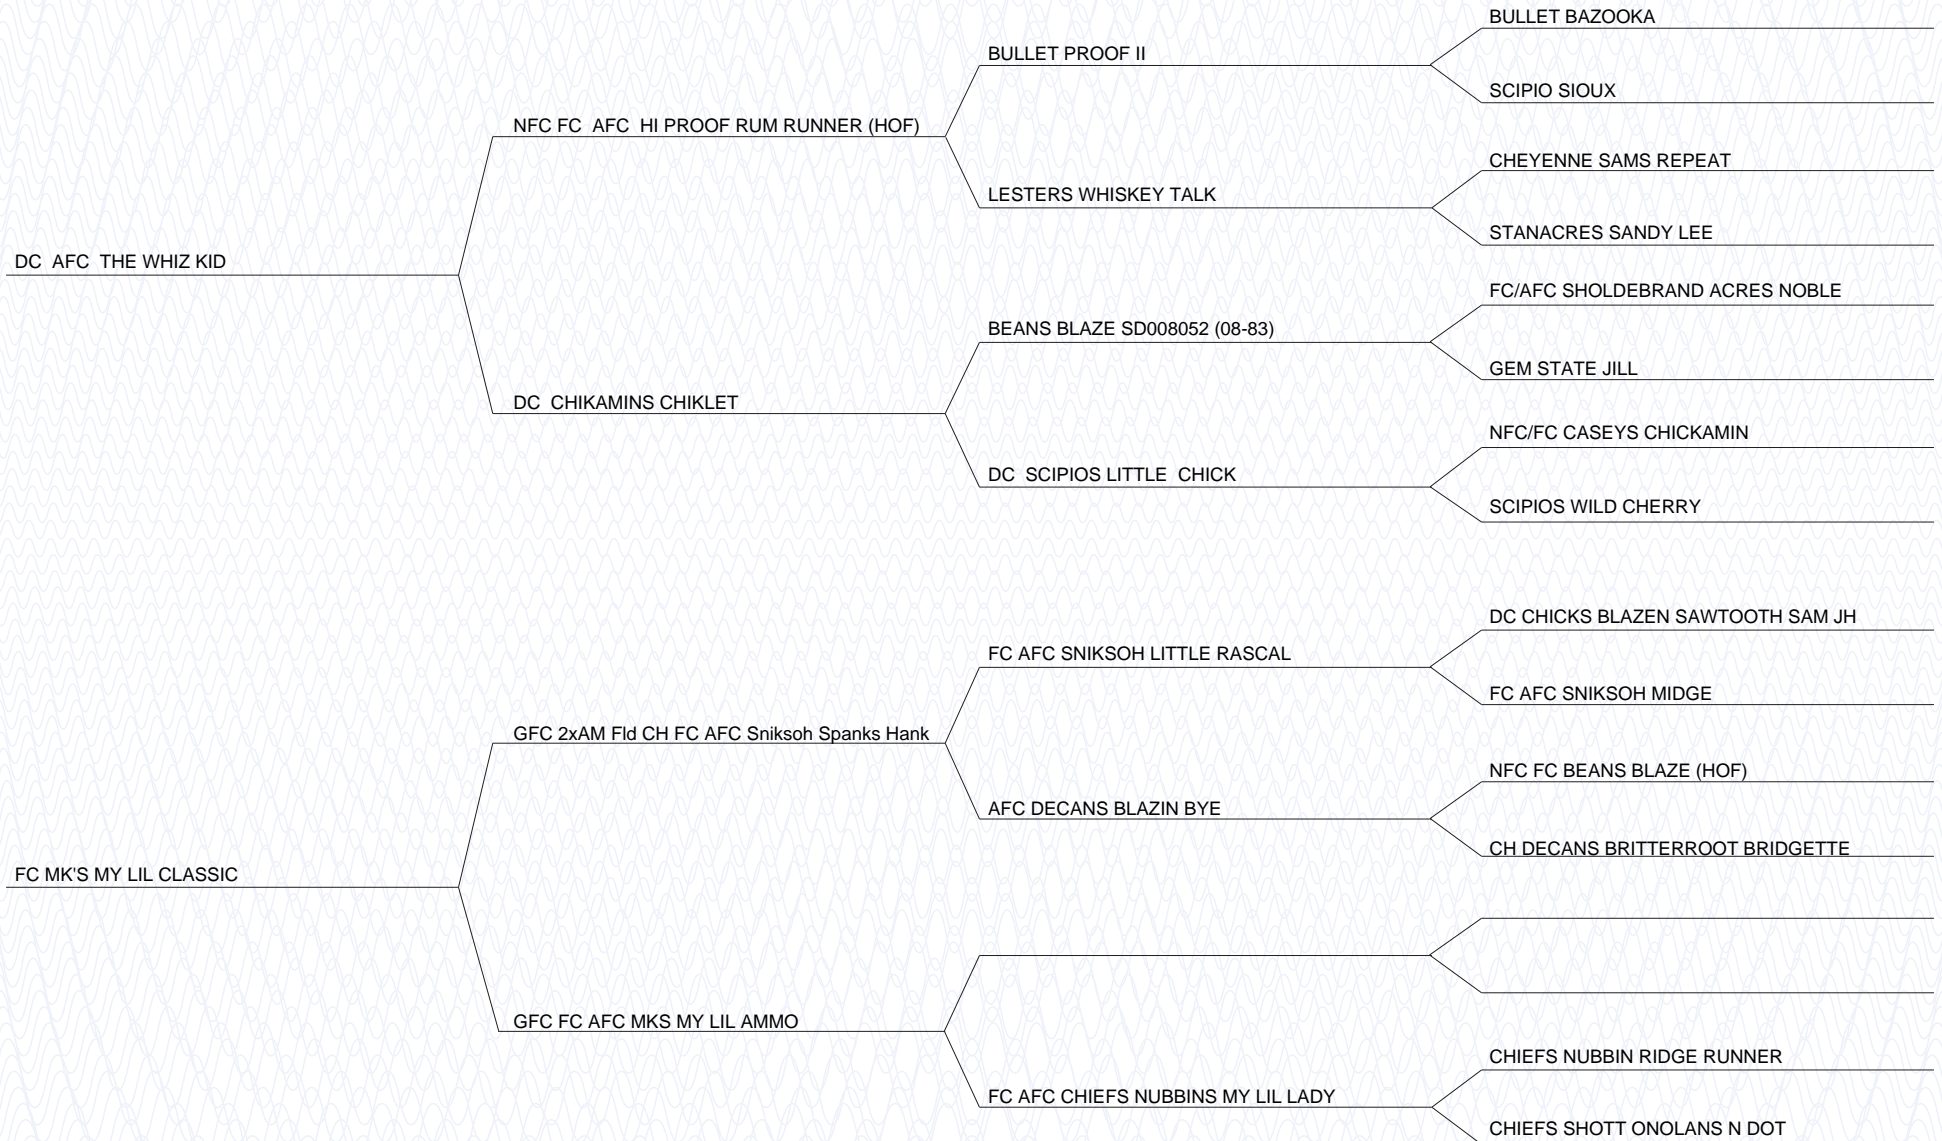 BULLET BAZOOKA
BULLET PROOF II
SCIPIO SIOUX
NFC FC  AFC  HI PROOF RUM RUNNER (HOF)
CHEYENNE SAMS REPEAT
LESTERS WHISKEY TALK
STANACRES SANDY LEE
DC  AFC  THE WHIZ KID
FC/AFC SHOLDEBRAND ACRES NOBLE
BEANS BLAZE SD008052 (08-83)
GEM STATE JILL
DC  CHIKAMINS CHIKLET
NFC/FC CASEYS CHICKAMIN
DC  SCIPIOS LITTLE  CHICK
SCIPIOS WILD CHERRY
DC CHICKS BLAZEN SAWTOOTH SAM JH
FC AFC SNIKSOH LITTLE RASCAL
FC AFC SNIKSOH MIDGE
GFC 2xAM Fld CH FC AFC Sniksoh Spanks Hank
NFC FC BEANS BLAZE (HOF)
AFC DECANS BLAZIN BYE
CH DECANS BRITTERROOT BRIDGETTE
FC MK'S MY LIL CLASSIC
GFC FC AFC MKS MY LIL AMMO
CHIEFS NUBBIN RIDGE RUNNER
FC AFC CHIEFS NUBBINS MY LIL LADY
CHIEFS SHOTT ONOLANS N DOT